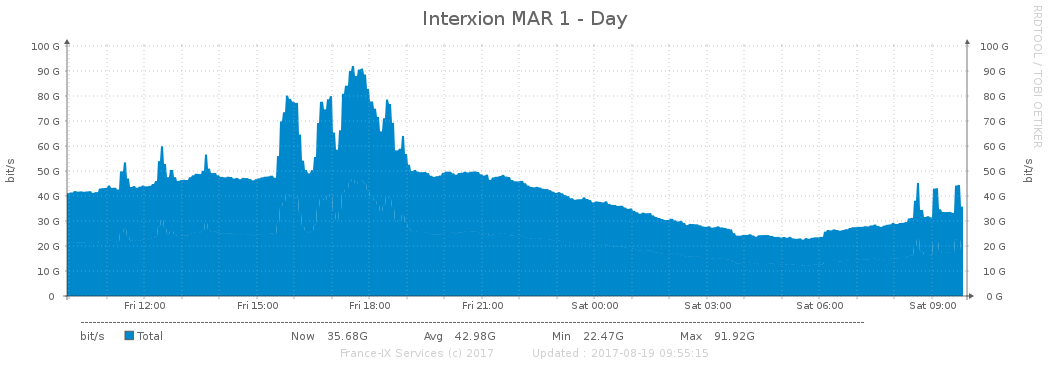 Interxion MAR 1 - Day
RRDTOOL / TOBI OETIKER
bit/s
bit/s
100 G 100 G
90 G 90 G
80 G 80 G
70 G 70 G
60 G 60 G
50 G 50 G
40 G 40 G
30 G 30 G
20 G 20 G
10 G 10 G
0 0 G
Fri 12:00 Fri 15:00 Fri 18:00 Fri 21:00 Sat 00:00 Sat 03:00 Sat 06:00 Sat 09:00
bit/s Total Now 35.68G Avg 42.98G Min 22.47G Max 91.92G
France-IX Services (c) 2017 Updated : 2017-08-19 09:55:15